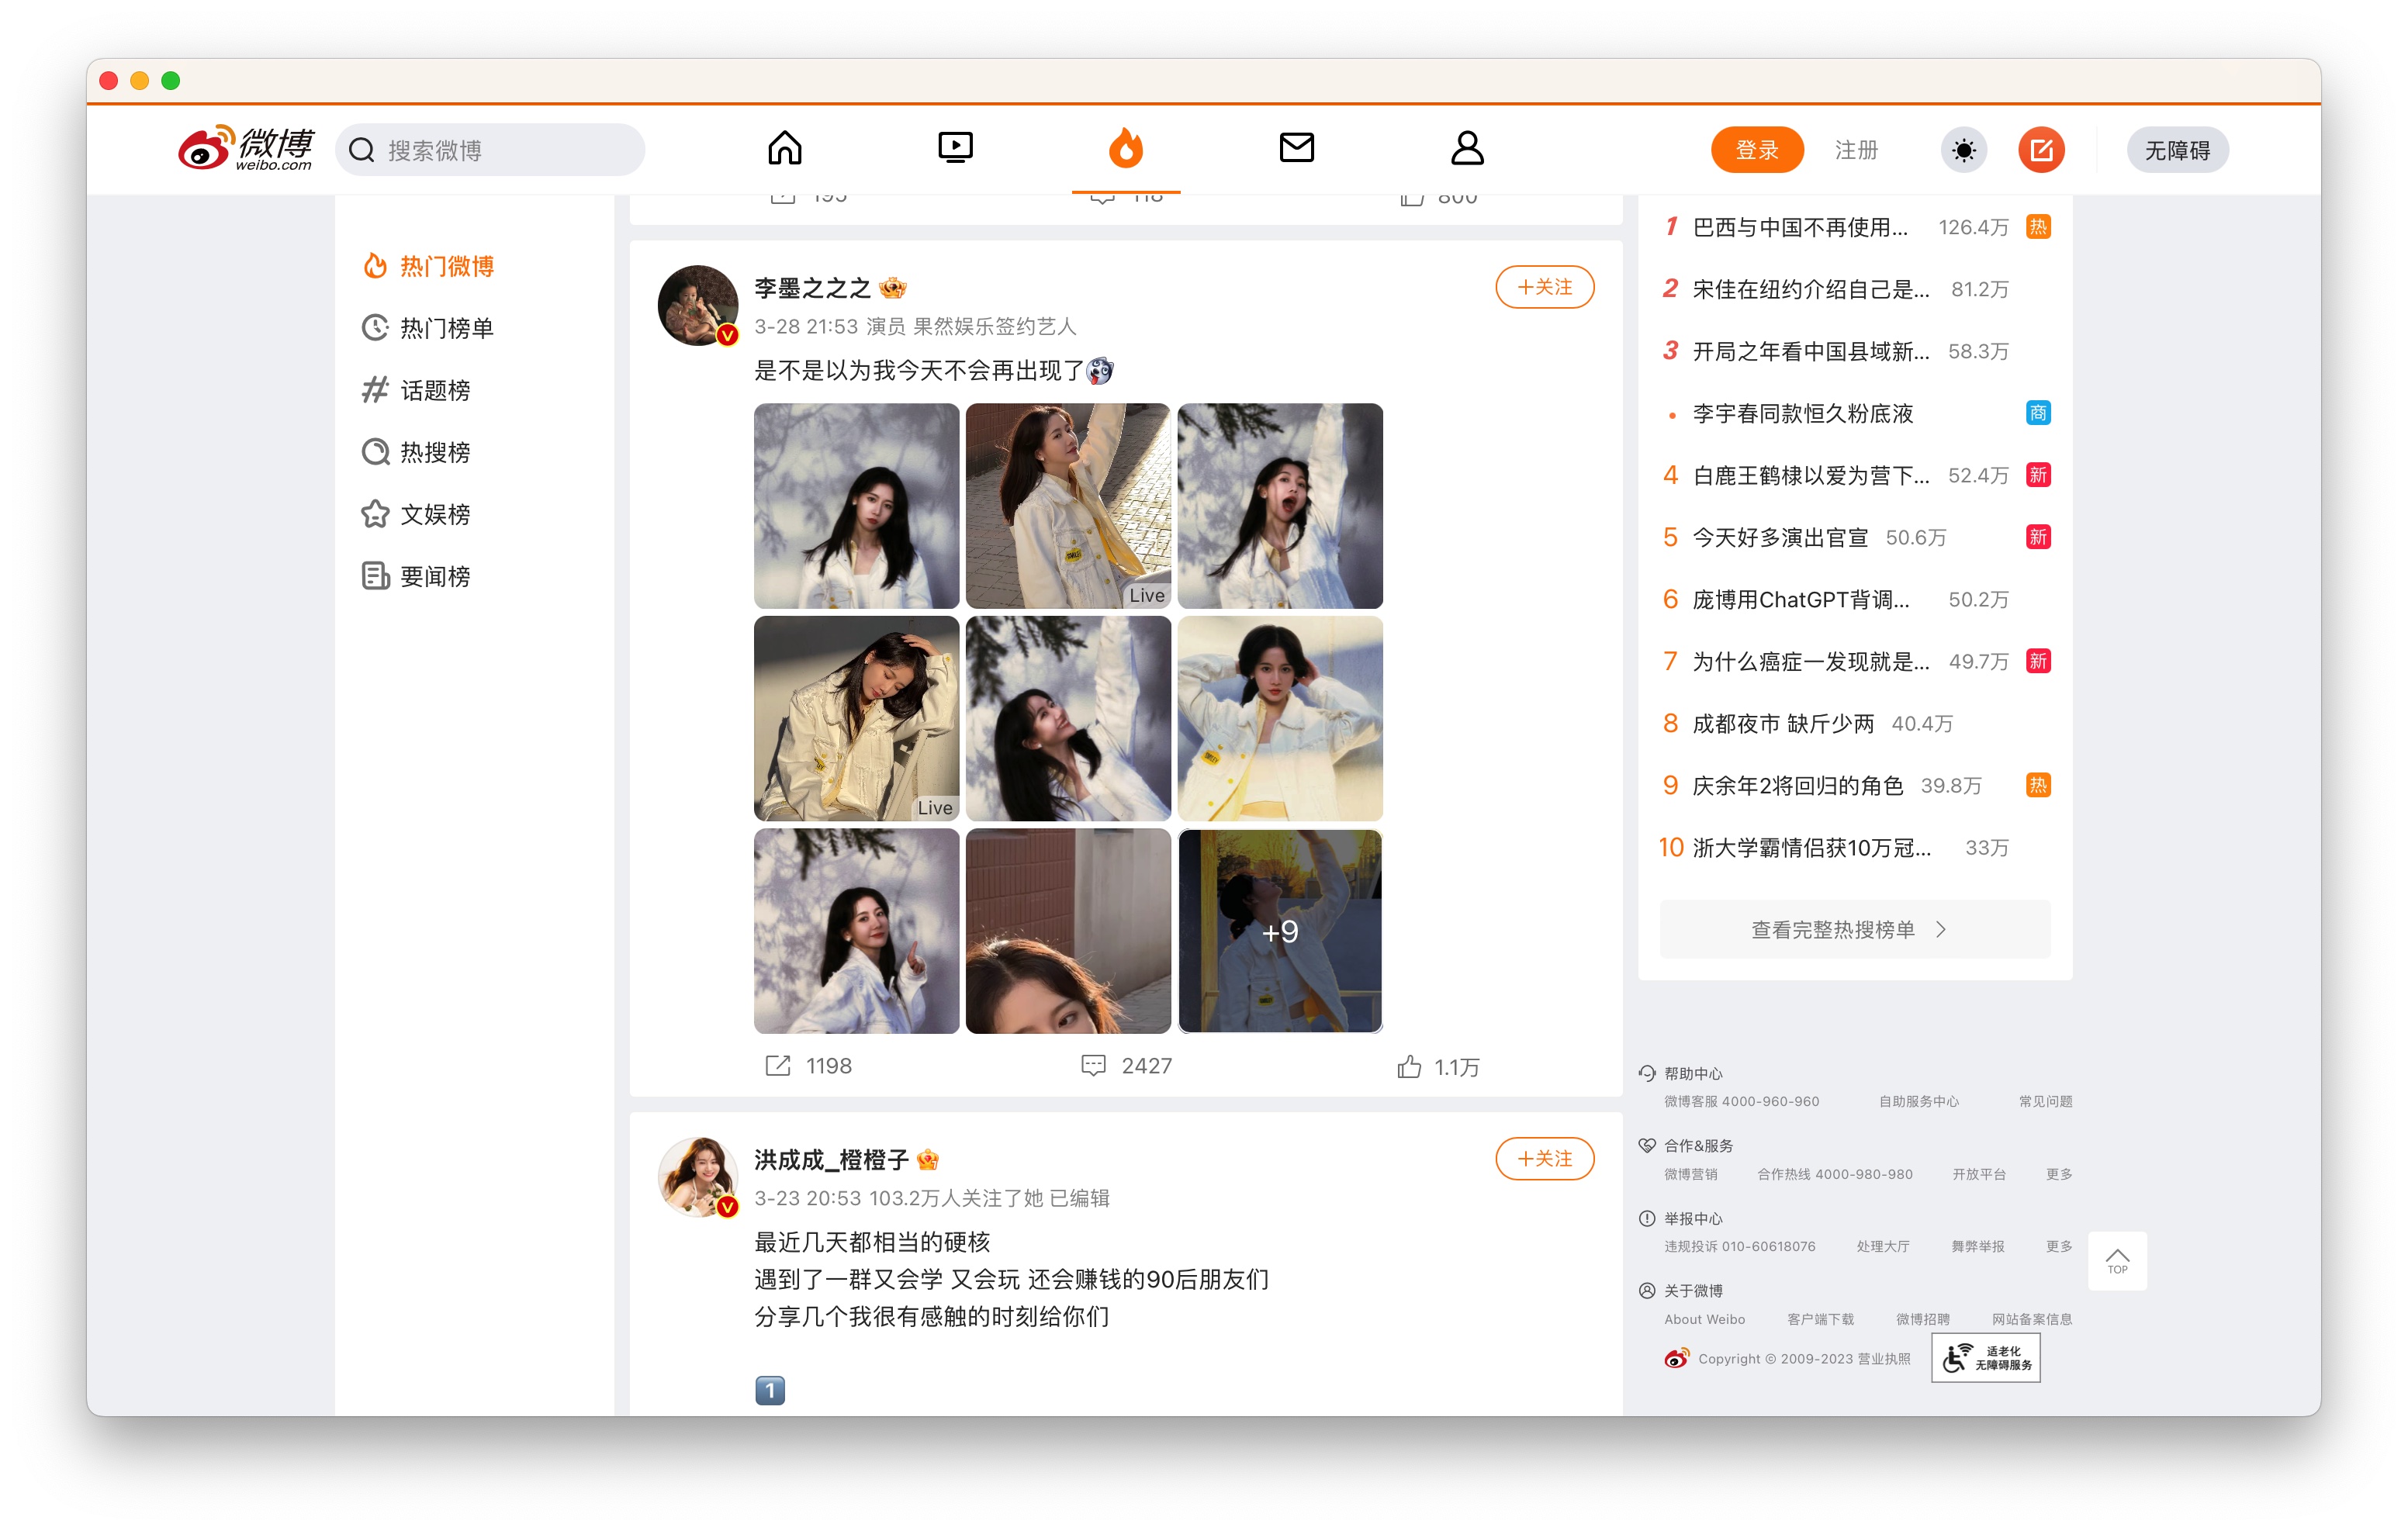 微博
weibo.com
搜索微博
登录
注册
无障碍
热门微博
热门榜单
话题榜
热搜榜
文娱榜
要闻榜
195
118
800
李墨之之之
+关注
3-28 21:53 演员 果然娱乐签约艺人
是不是以为我今天不会再出现了
Live
Live
+9
1198
2427
1.1万
洪成成_橙橙子
+关注
3-23 20:53 103.2万人关注了她 已编辑
最近几天都相当的硬核
遇到了一群又会学 又会玩 还会赚钱的90后朋友们
分享几个我很有感触的时刻给你们
1
1 巴西与中国不再使用... 126.4万 热
2 宋佳在纽约介绍自己是... 81.2万
3 开局之年看中国县域新... 58.3万
• 李宇春同款恒久粉底液 商
4 白鹿王鹤棣以爱为营下... 52.4万 新
5 今天好多演出官宣 50.6万 新
6 庞博用ChatGPT背调... 50.2万
7 为什么癌症一发现就是... 49.7万 新
8 成都夜市 缺斤少两 40.4万
9 庆余年2将回归的角色 39.8万 热
10 浙大学霸情侣获10万冠... 33万
查看完整热搜榜单
帮助中心
微博客服 4000-960-960 自助服务中心 常见问题
合作&服务
微博营销 合作热线 4000-980-980 开放平台 更多
举报中心
违规投诉 010-60618076 处理大厅 舞弊举报 更多
关于微博
About Weibo 客户端下载 微博招聘 网站备案信息
Copyright © 2009-2023 营业执照
适老化
无障碍服务
TOP